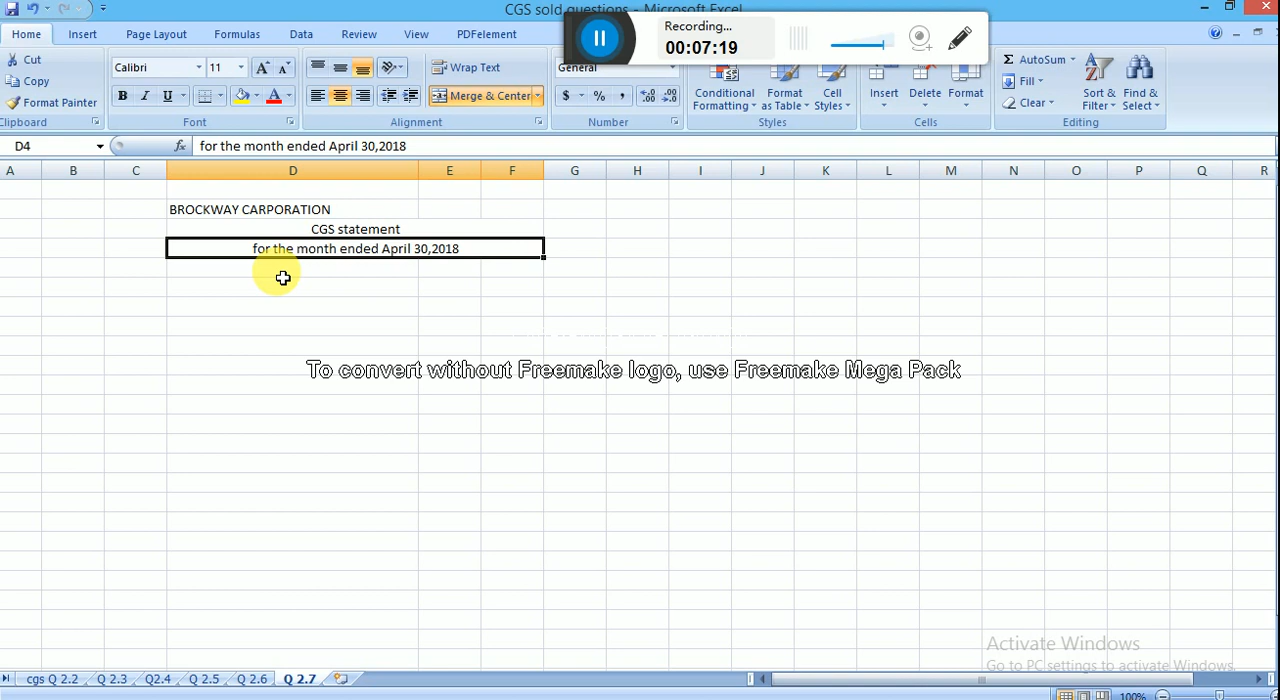 CGS sold questions - Microsoft Excel
Recording...
00:07:19
Home Insert Page Layout Formulas Data Review View PDFelement
Cut
Copy
Format Painter
Clipboard
Calibri 11
B I U
Font
Wrap Text
Merge & Center
Alignment
General
$ % ,
Number
Conditional Formatting
Format as Table
Cell Styles
Styles
Insert Delete Format
Cells
AutoSum
Fill
Clear
Sort & Filter
Find & Select
Editing
D4 fx for the month ended April 30,2018
A B C D E F G H I J K L M N O P Q R
BROCKWAY CARPORATION
CGS statement
for the month ended April 30,2018
To convert without Freemake logo, use Freemake Mega Pack
Activate Windows
Go to PC settings to activate Windows.
cgs Q 2.2 Q 2.3 Q2.4 Q 2.5 Q 2.6 Q 2.7
100%